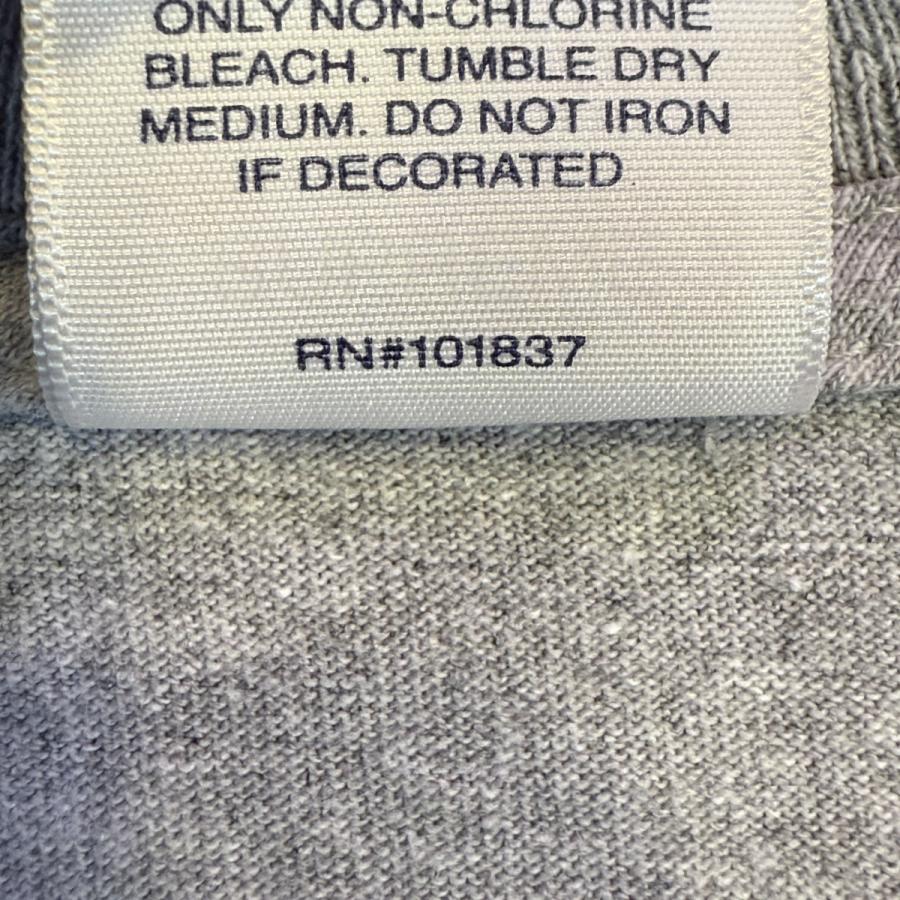 ONLY NON-CHLORINE
BLEACH. TUMBLE DRY
MEDIUM. DO NOT IRON
IF DECORATED
RN#101837